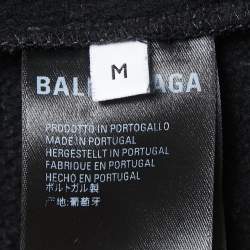 M
BALENCIAGA
PRODOTTO IN PORTOGALLO
MADE IN PORTUGAL
HERGESTELLT IN PORTUGAL
FABRIQUE EN PORTUGAL
HECHO EN PORTUGAL
ポルトガル製
产地:葡萄牙